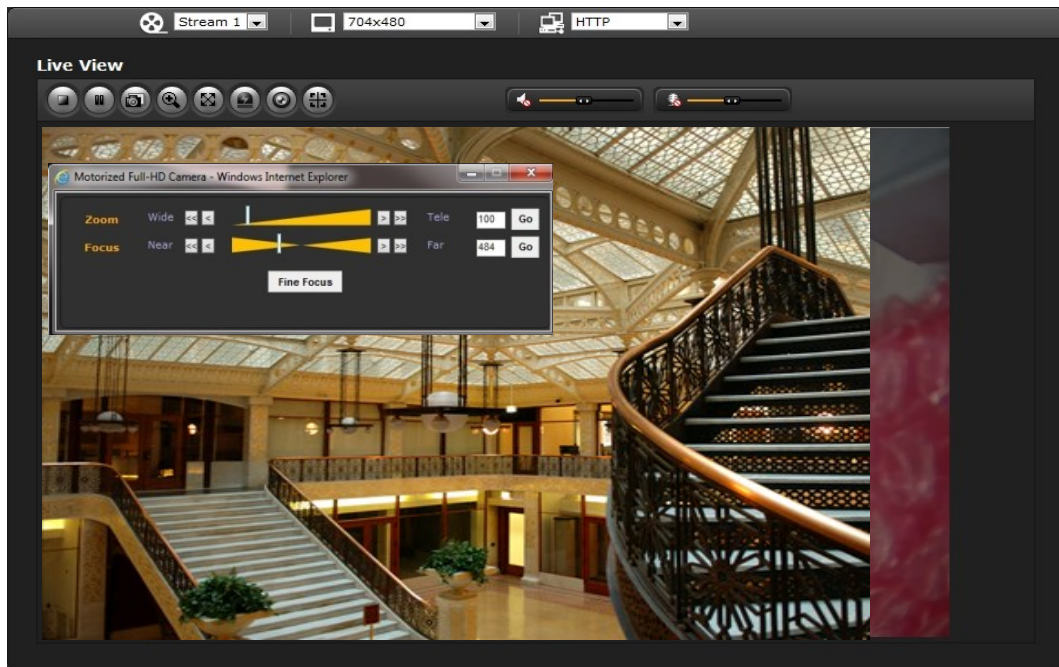 Stream 1 704x480 HTTP
Live View
Motorized Full-HD Camera - Windows Internet Explorer
Zoom Wide << < > >> Tele 100 Go
Focus Near << < > >> Far 484 Go
Fine Focus